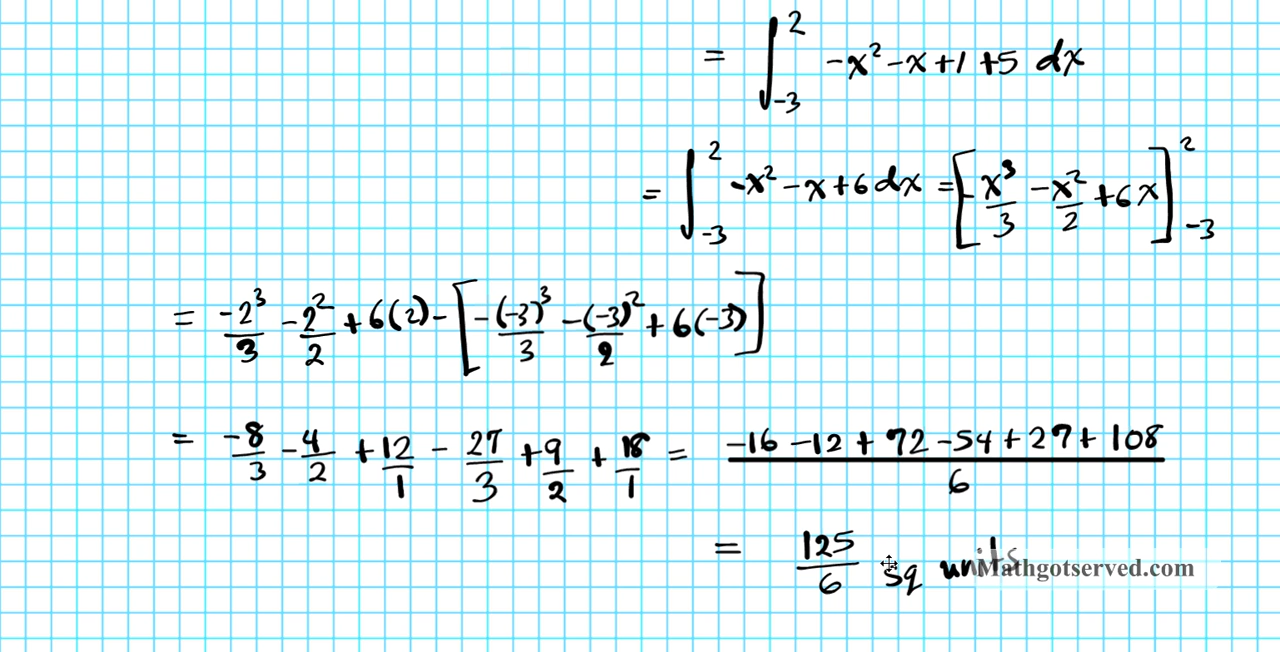 = ∫_{-3}^{2} -x² - x + 1 + 5 dx
= ∫_{-3}^{2} -x² - x + 6 dx = [-x³/3 - x²/2 + 6x]_{-3}^{2}
= -2³/3 - 2²/2 + 6(2) - [-(-3)³/3 - (-3)²/2 + 6(-3)]
= -8/3 - 4/2 + 12/1 - 27/3 + 9/2 + 18/1 = (-16 - 12 + 72 - 54 + 27 + 108)/6
= 125/6 sq units
Mathgotserved.com